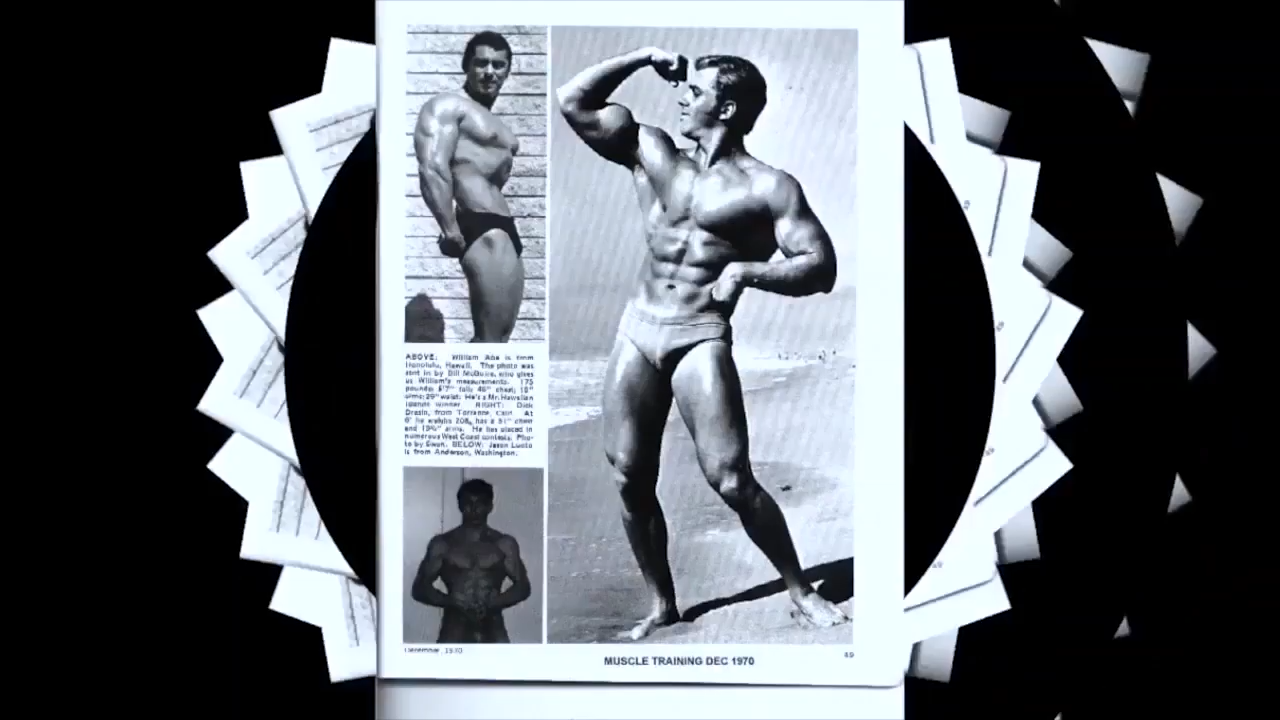 ABOVE: William Abe is from
Honolulu, Hawaii. The photo was
sent in by Bill McGuire, who gives
us William's measurements. 175
pounds; 5'7" tall; 46" chest; 18"
arms; 29" waist. He's a Mr. Hawaiian
Islands winner. RIGHT: Dick
from Torrance, Calif. At
6' he weighs 208, has a 51" chest
and 19½" arms. He has placed in
numerous West Coast contests. Pho-
to by Swan. BELOW: Jason
is from Anderson, Washington.
December, 1970
MUSCLE TRAINING DEC 1970
49